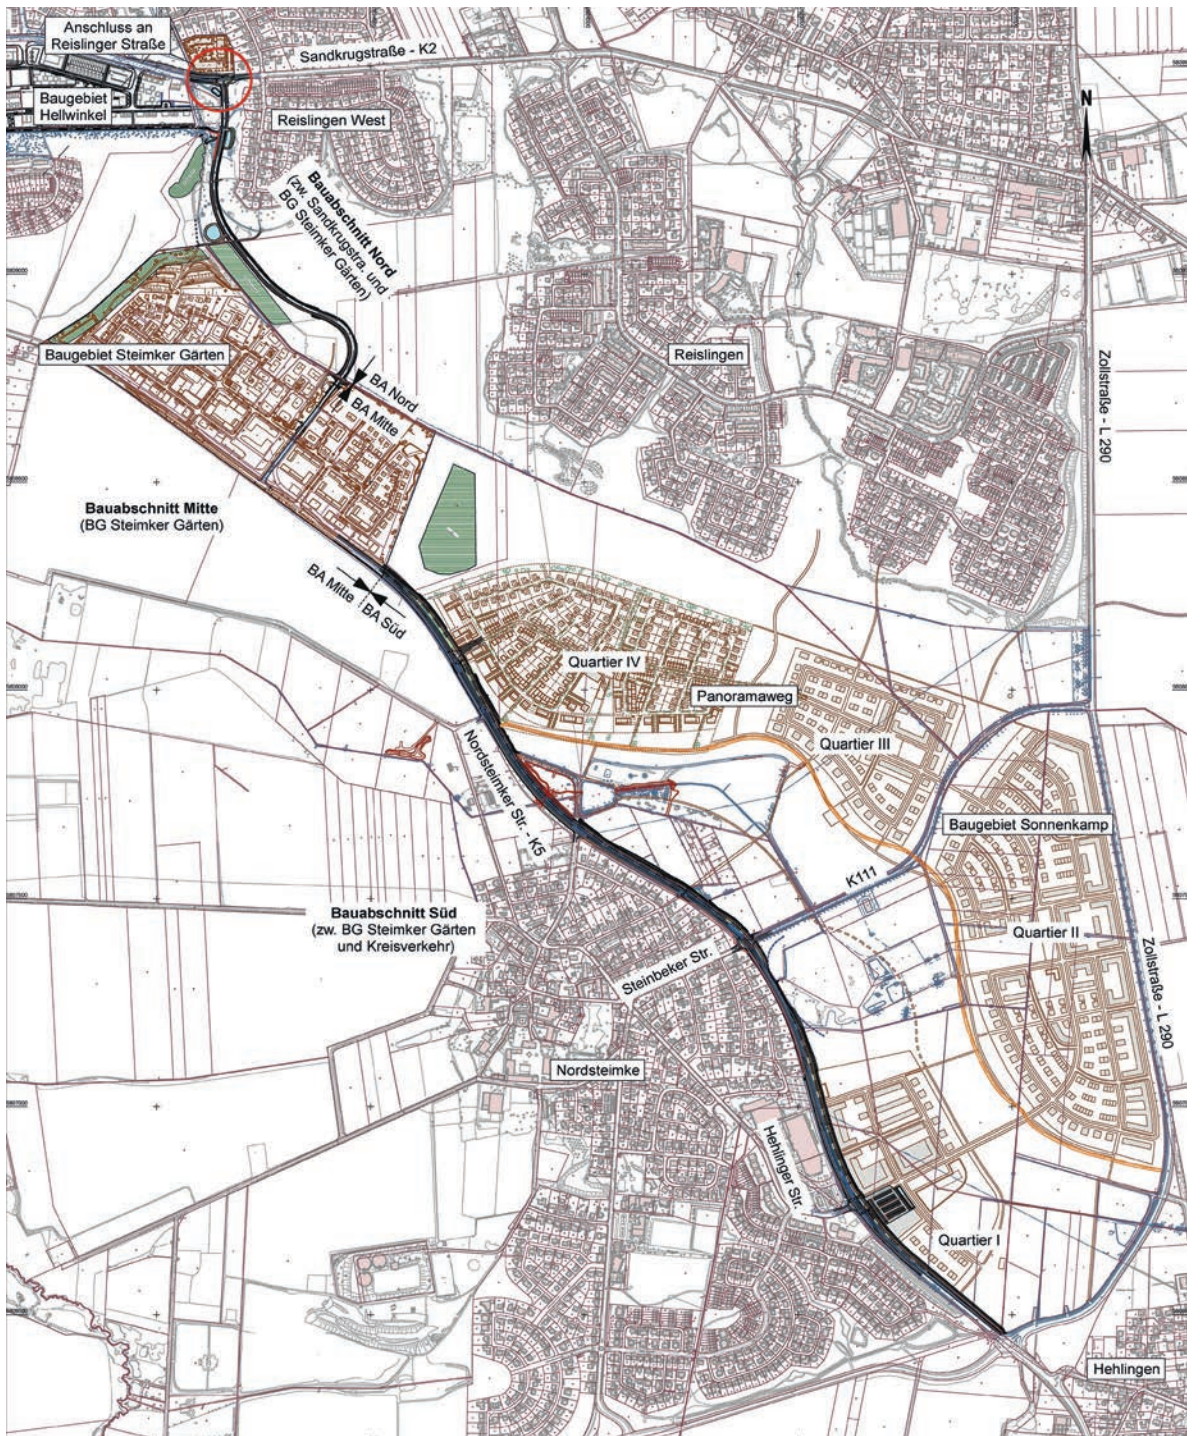 Anschluss an
Reislinger Straße
Sandkrugstraße - K2
Baugebiet
Hellwinkel
Reislingen West
N
Bauabschnitt Nord
(zw. Sandkrugstra. und
BG Steimker Gärten)
Baugebiet Steimker Gärten
Reislingen
Zollstraße - L 290
BA Nord
BA Mitte
Bauabschnitt Mitte
(BG Steimker Gärten)
BA Mitte
BA Süd
Quartier IV
Panoramaweg
Quartier III
Nordsteimker Str. - K5
Baugebiet Sonnenkamp
K111
Bauabschnitt Süd
(zw. BG Steimker Gärten
und Kreisverkehr)
Quartier II
Steinbeker Str.
Zollstraße - L 290
Nordsteimke
Hehlinger Str.
Quartier I
Hehlingen